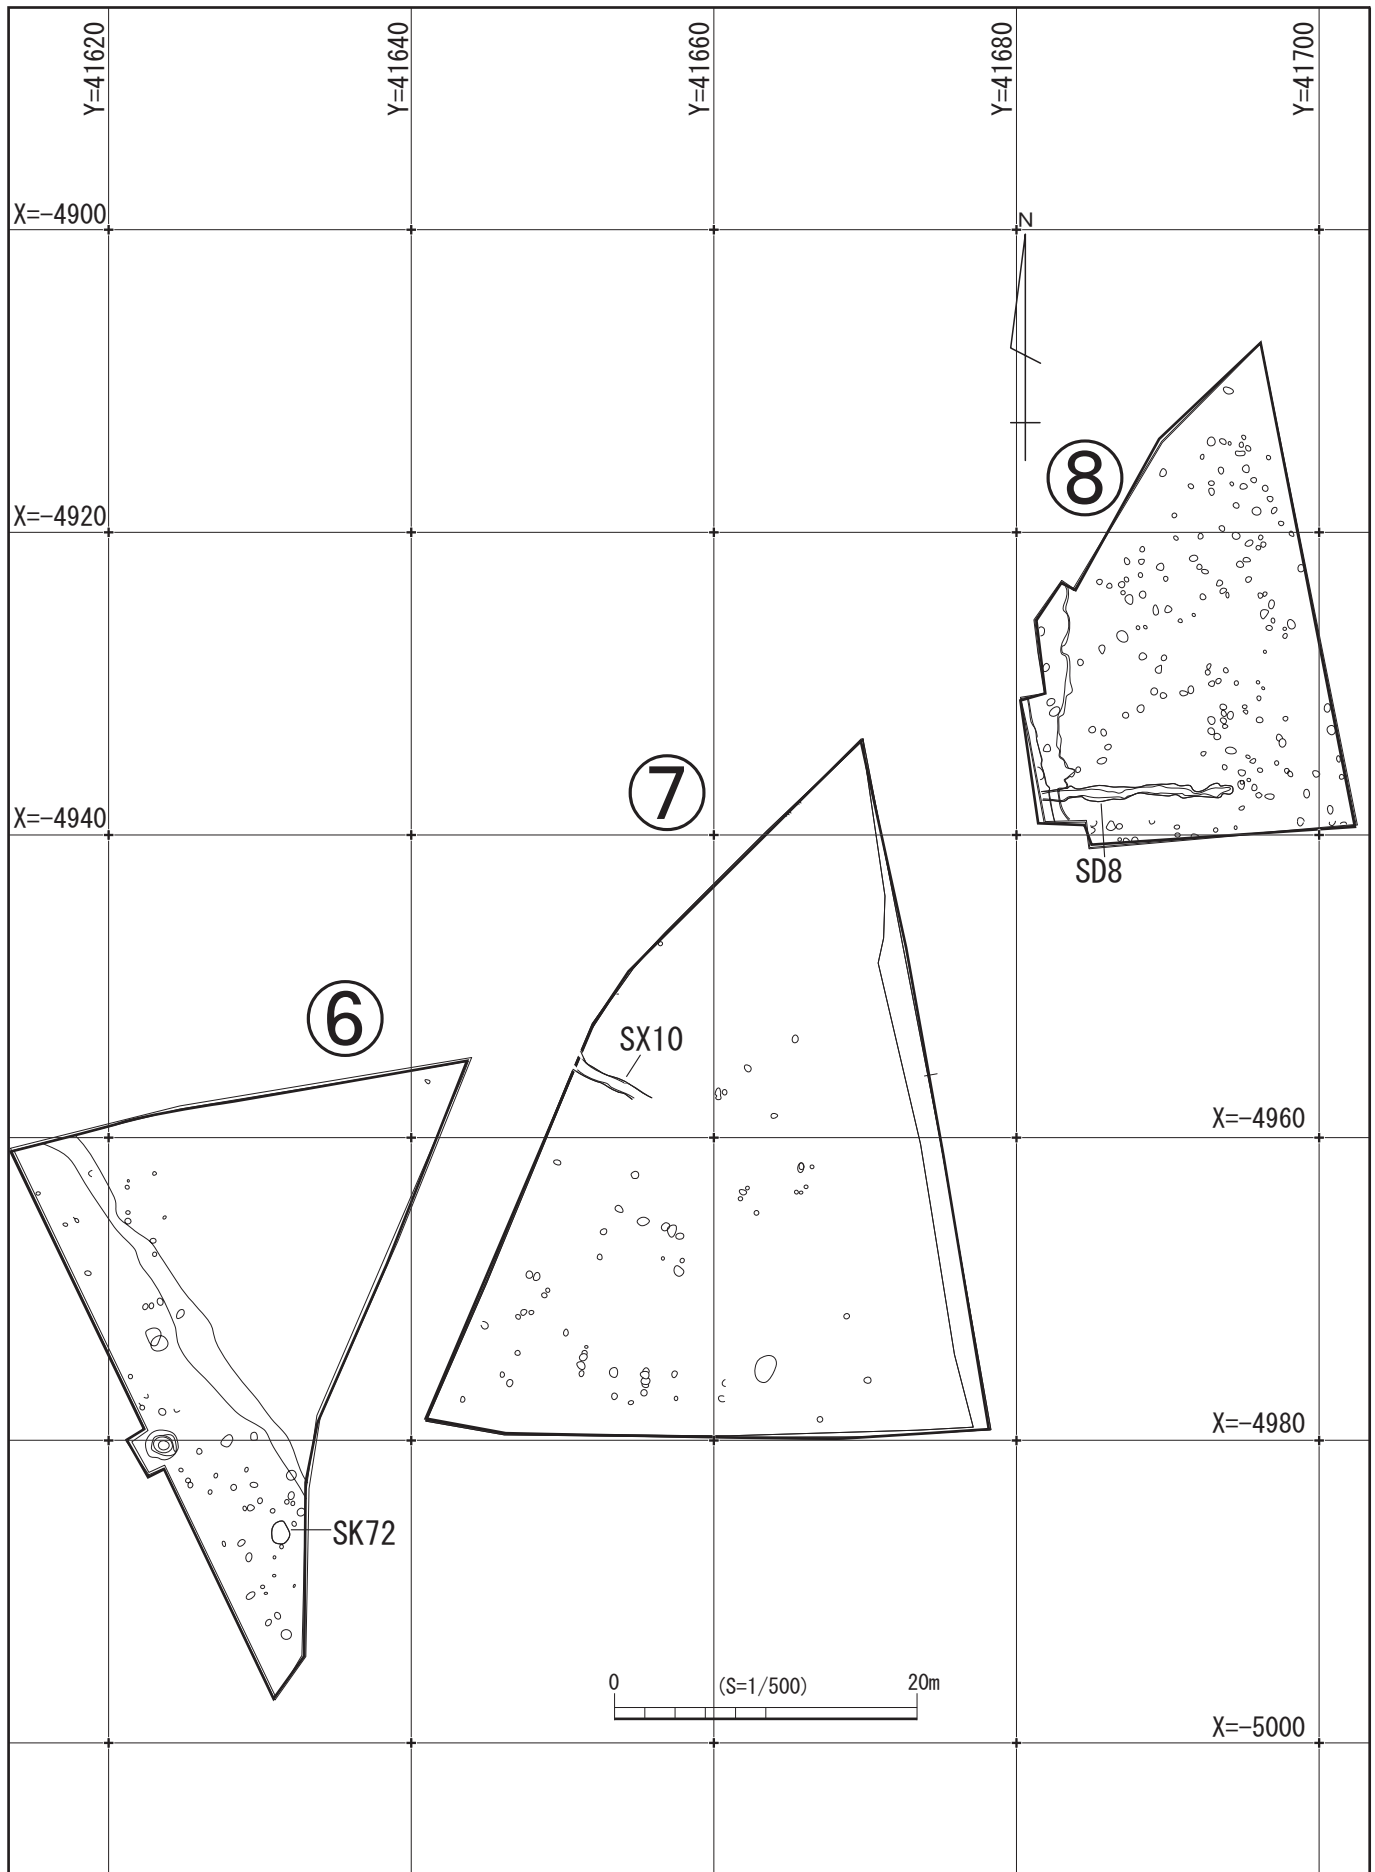 Y=41620
Y=41640
Y=41660
Y=41680
Y=41700
X=-4900
N
⑧
X=-4920
⑦
X=-4940
SD8
⑥
SX10
X=-4960
X=-4980
SK72
0 (S=1/500) 20m
X=-5000